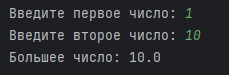 Введите первое число: 1
Введите второе число: 10
Большее число: 10.0